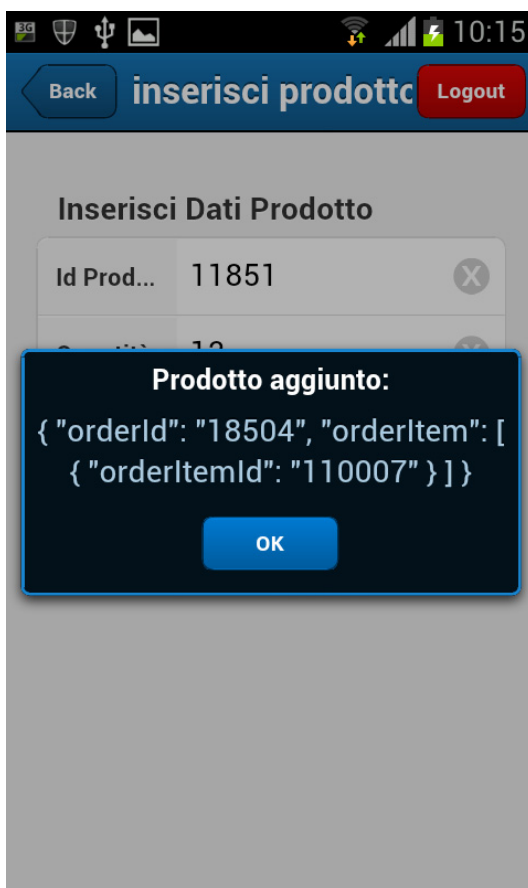 3G 10:15
Back inserisci prodotto Logout
Inserisci Dati Prodotto
Id Prod... 11851
Prodotto aggiunto:
{ "orderId": "18504", "orderItem": [
{ "orderItemId": "110007" } ] }
OK